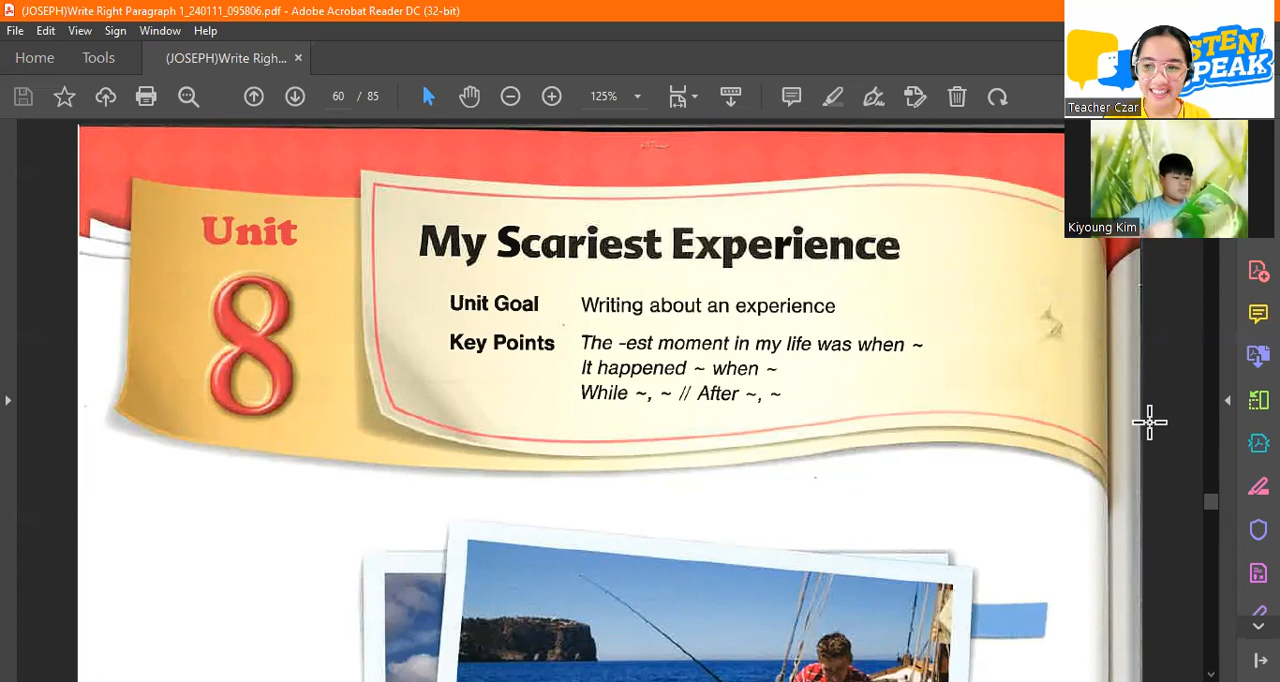 (JOSEPH)Write Right Paragraph 1_240111_095806.pdf - Adobe Acrobat Reader DC (32-bit)
File Edit View Sign Window Help
Home Tools (JOSEPH)Write Righ... ×
60 / 85 125%
STEN
PEAK
Teacher Czar
Kiyoung Kim
Unit
8
My Scariest Experience
Unit Goal Writing about an experience
Key Points The -est moment in my life was when ~
It happened ~ when ~
While ~, ~ // After ~, ~